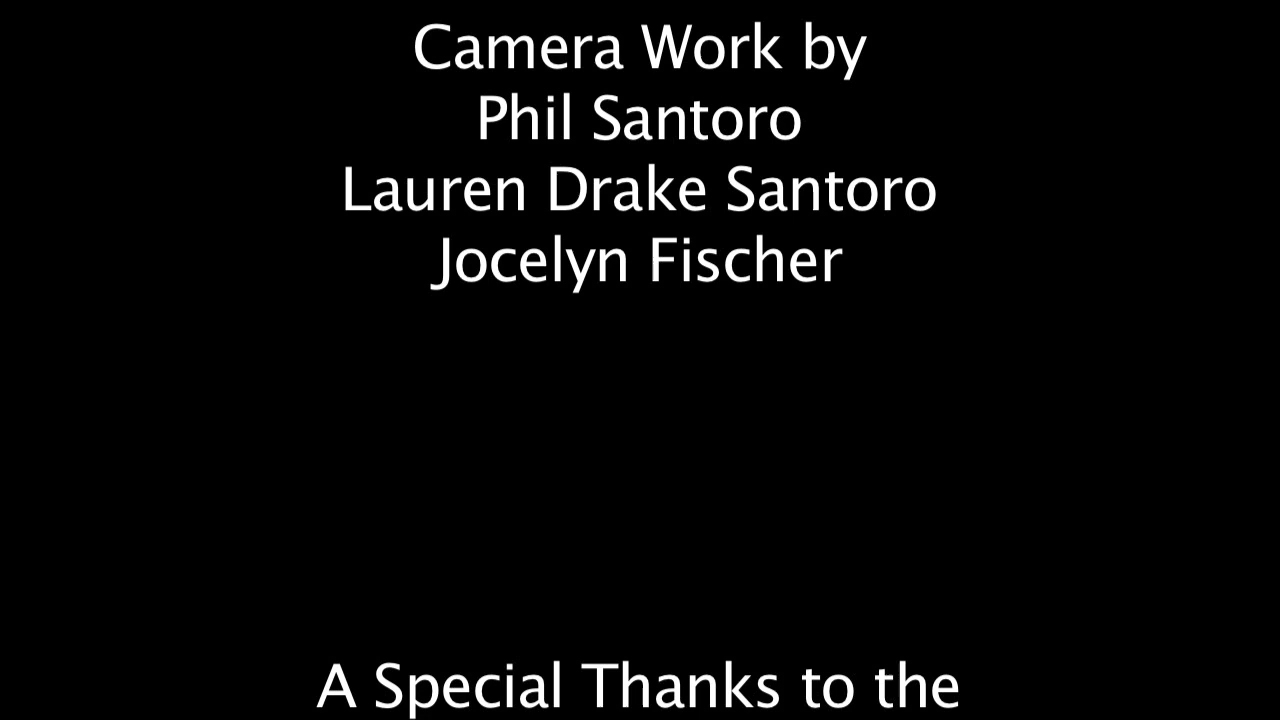 Camera Work by
Phil Santoro
Lauren Drake Santoro
Jocelyn Fischer
A Special Thanks to the